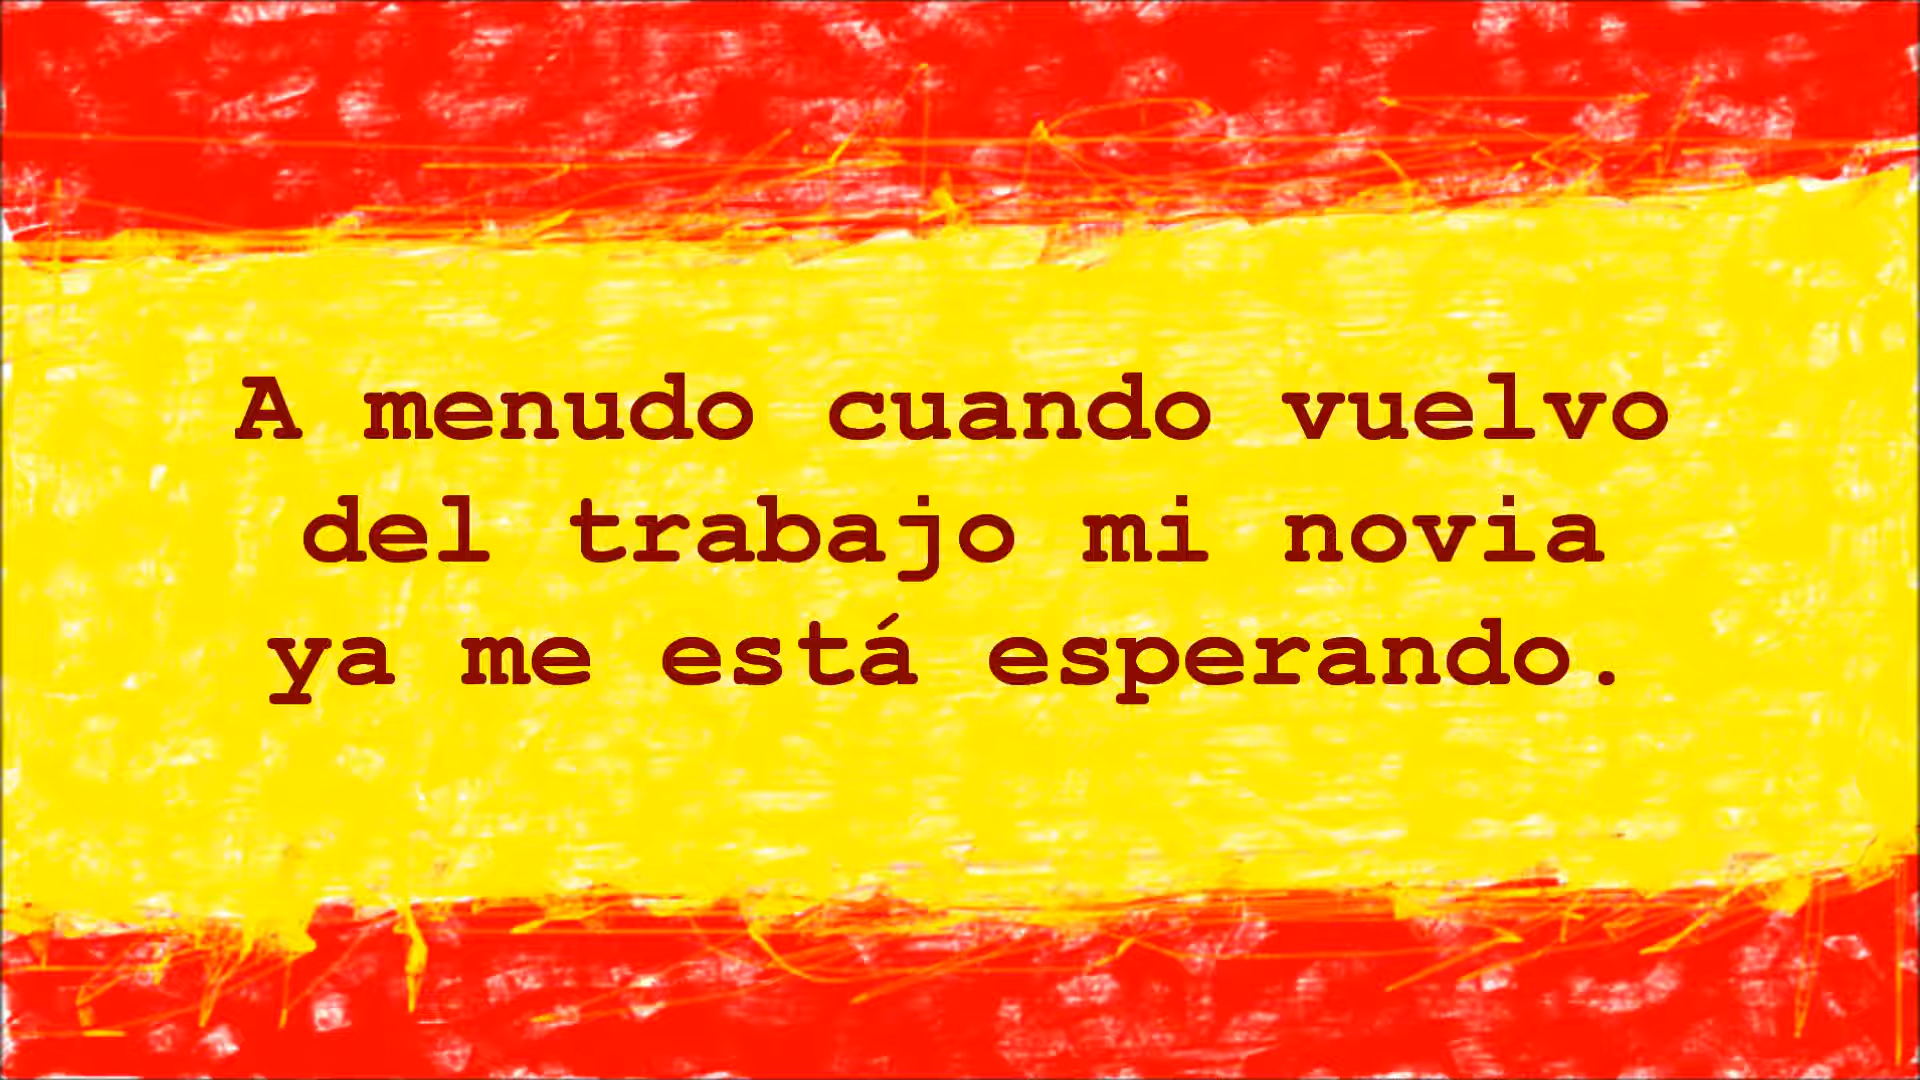 A menudo cuando vuelvo
del trabajo mi novia
ya me está esperando.